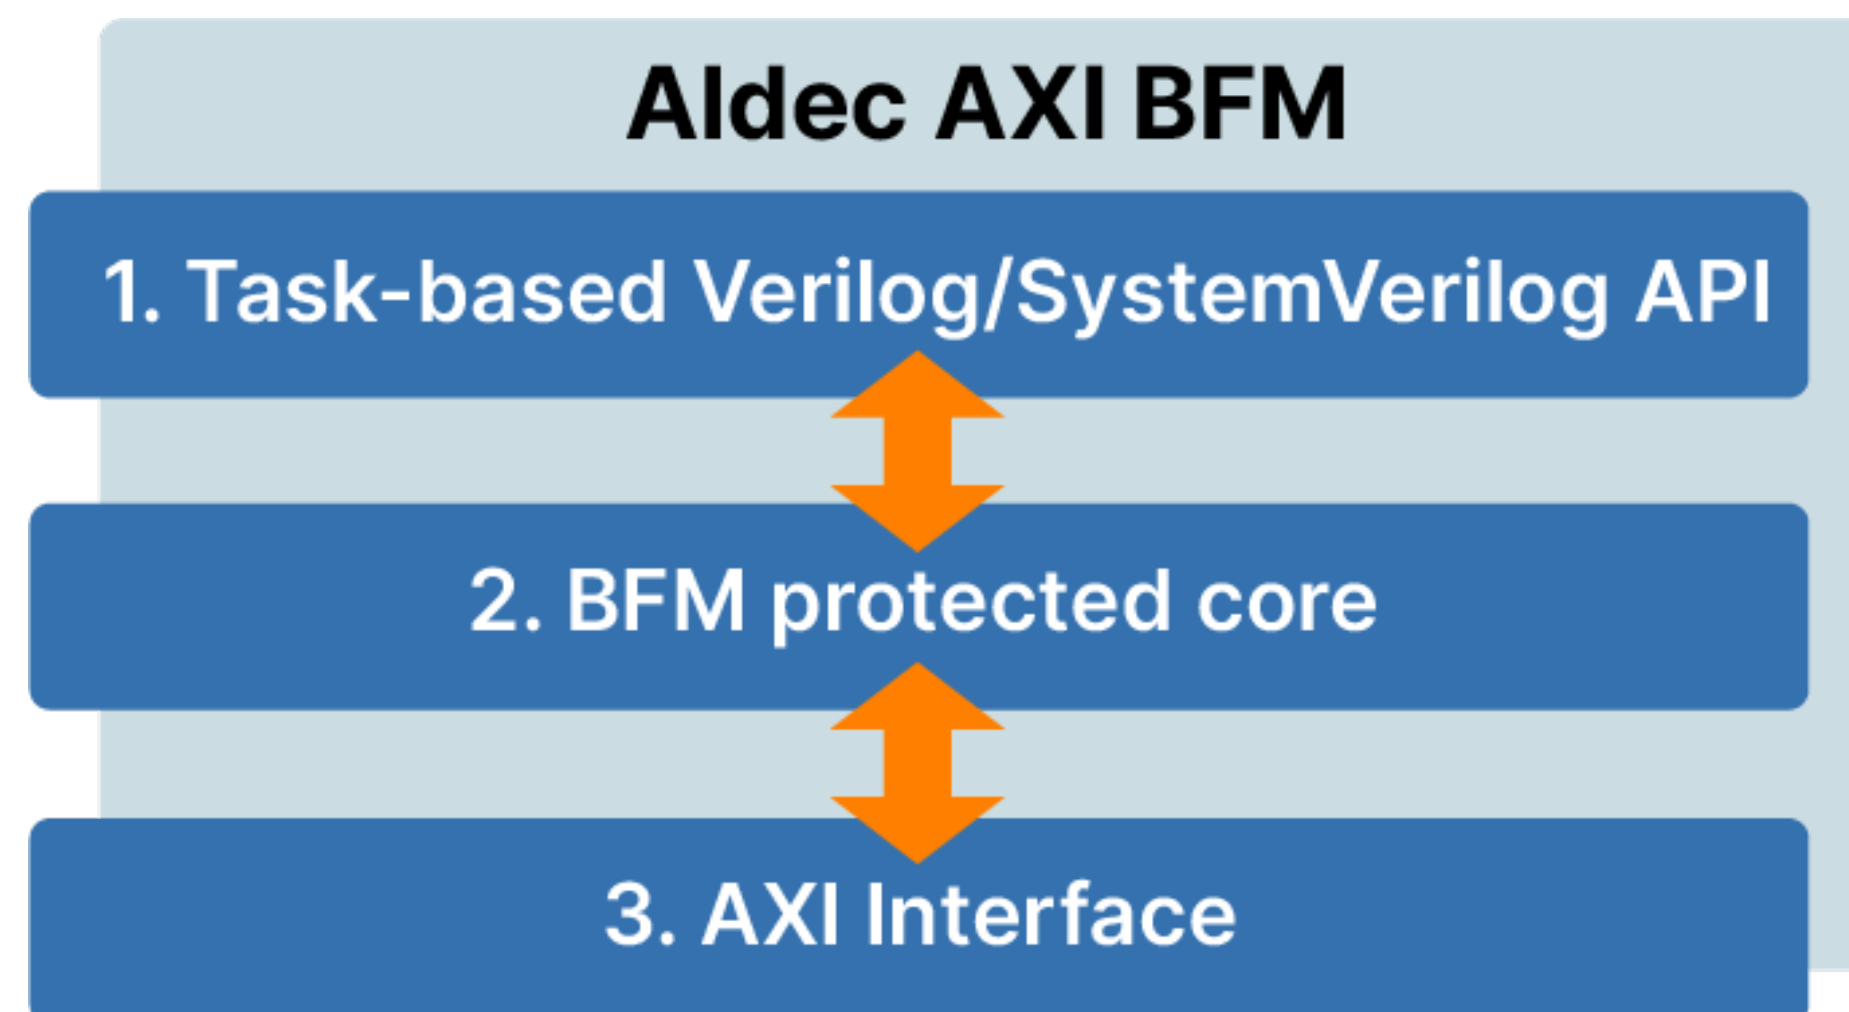 Aldec AXI BFM
1. Task-based Verilog/SystemVerilog API
2. BFM protected core
3. AXI Interface